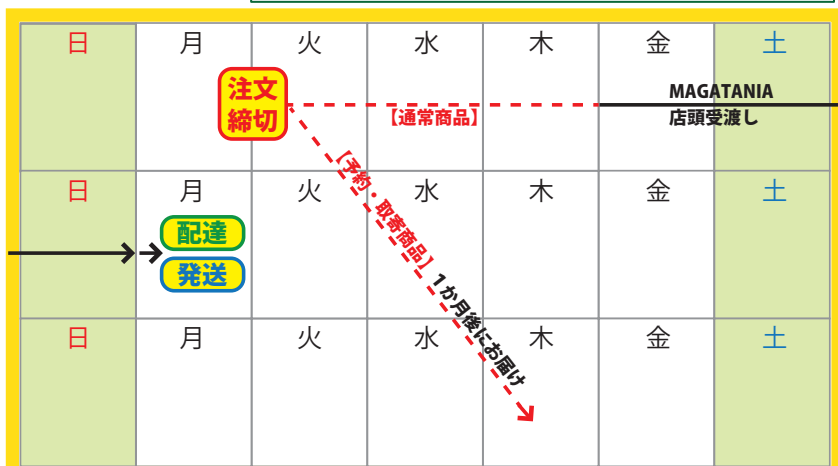 日 月 火 水 木 金 土
注文
締切
【通常商品】
MAGATANIA
店頭受渡し
【予約・取寄商品】1か月後にお届け
日 月 火 水 木 金 土
配達
発送
日 月 火 水 木 金 土